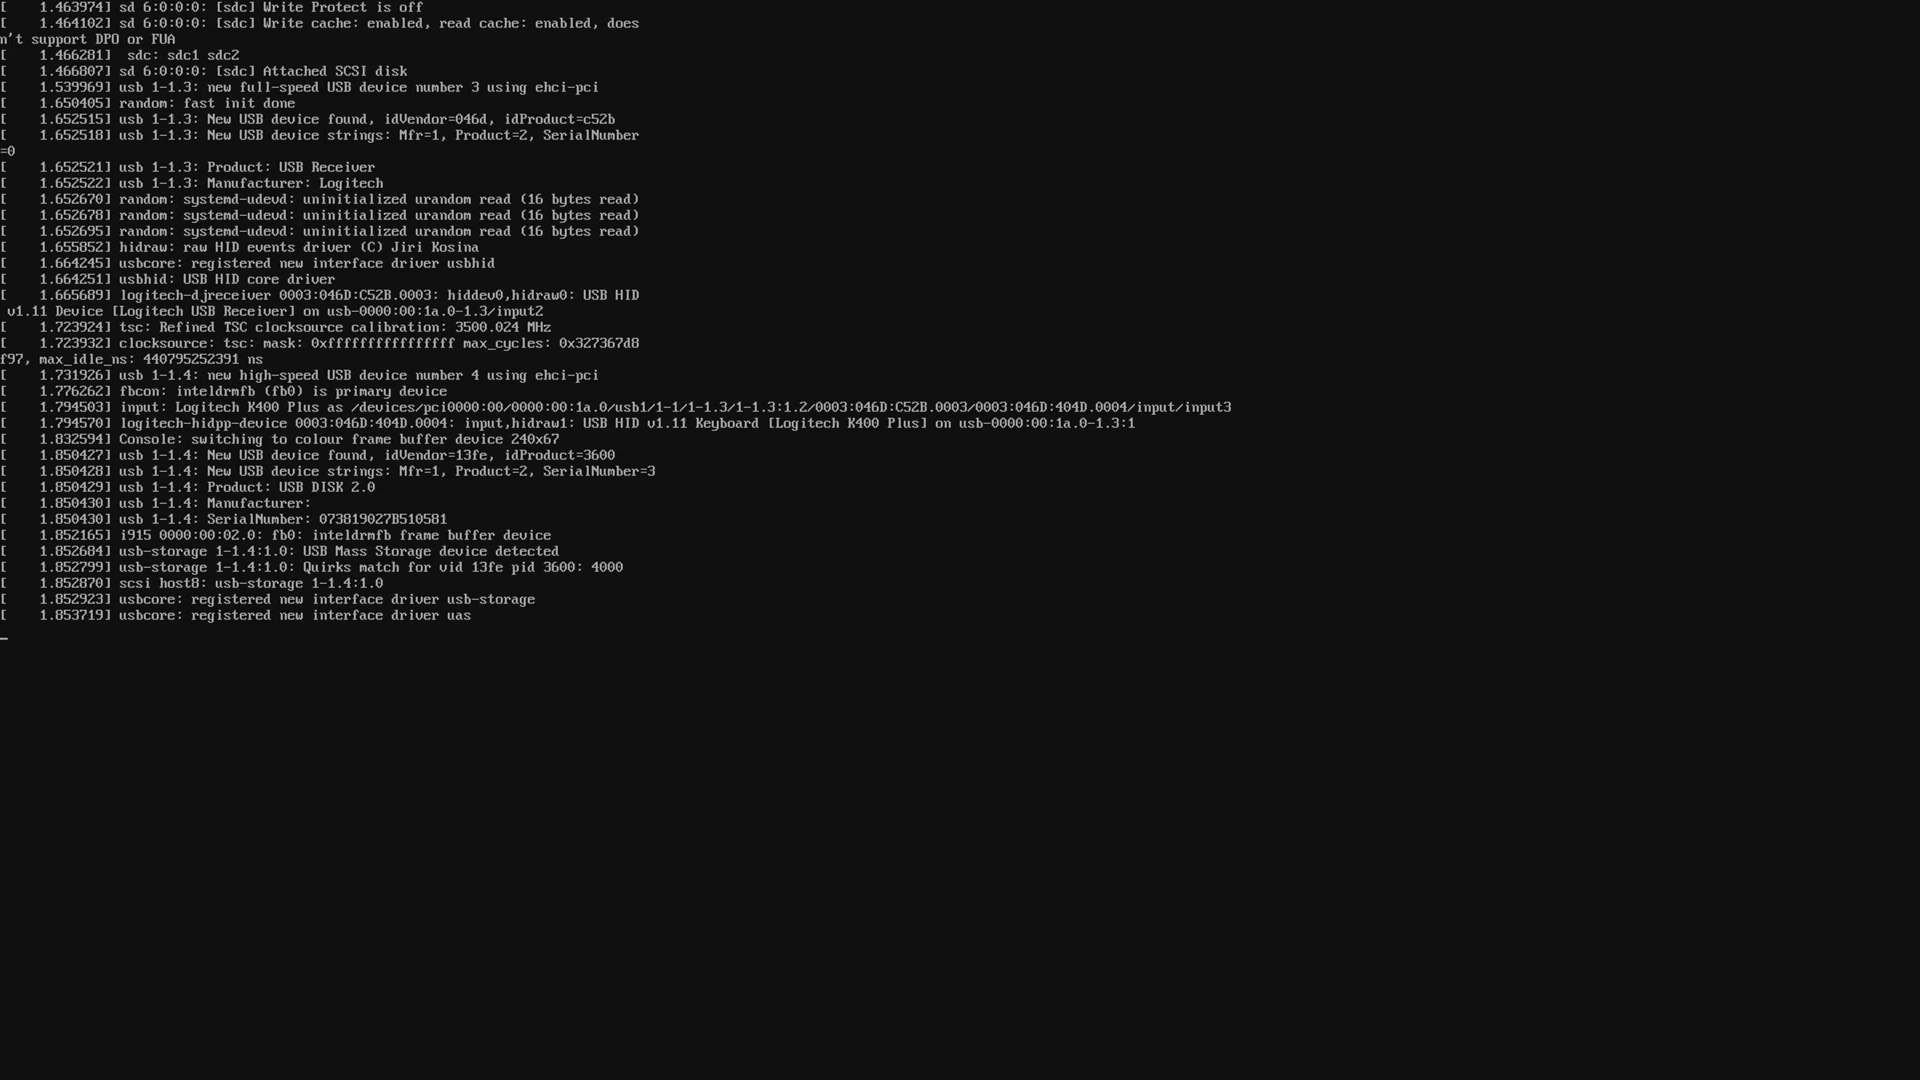 [    1.463974] sd 6:0:0:0: [sdc] Write Protect is off
[    1.464102] sd 6:0:0:0: [sdc] Write cache: enabled, read cache: enabled, does
n't support DPO or FUA
[    1.466281]  sdc: sdc1 sdc2
[    1.466807] sd 6:0:0:0: [sdc] Attached SCSI disk
[    1.539969] usb 1-1.3: new full-speed USB device number 3 using ehci-pci
[    1.650405] random: fast init done
[    1.652515] usb 1-1.3: New USB device found, idVendor=046d, idProduct=c52b
[    1.652518] usb 1-1.3: New USB device strings: Mfr=1, Product=2, SerialNumber
=0
[    1.652521] usb 1-1.3: Product: USB Receiver
[    1.652522] usb 1-1.3: Manufacturer: Logitech
[    1.652670] random: systemd-udevd: uninitialized urandom read (16 bytes read)
[    1.652678] random: systemd-udevd: uninitialized urandom read (16 bytes read)
[    1.652695] random: systemd-udevd: uninitialized urandom read (16 bytes read)
[    1.655852] hidraw: raw HID events driver (C) Jiri Kosina
[    1.664245] usbcore: registered new interface driver usbhid
[    1.664251] usbhid: USB HID core driver
[    1.665689] logitech-djreceiver 0003:046D:C52B.0003: hiddev0,hidraw0: USB HID
 v1.11 Device [Logitech USB Receiver] on usb-0000:00:1a.0-1.3/input2
[    1.723924] tsc: Refined TSC clocksource calibration: 3500.024 MHz
[    1.723932] clocksource: tsc: mask: 0xffffffffffffffff max_cycles: 0x327367d8
f97, max_idle_ns: 440795252391 ns
[    1.731926] usb 1-1.4: new high-speed USB device number 4 using ehci-pci
[    1.776262] fbcon: inteldrmfb (fb0) is primary device
[    1.794503] input: Logitech K400 Plus as /devices/pci0000:00/0000:00:1a.0/usb1/1-1/1-1.3/1-1.3:1.2/0003:046D:C52B.0003/0003:046D:404D.0004/input/input3
[    1.794570] logitech-hidpp-device 0003:046D:404D.0004: input,hidraw1: USB HID v1.11 Keyboard [Logitech K400 Plus] on usb-0000:00:1a.0-1.3:1
[    1.832594] Console: switching to colour frame buffer device 240x67
[    1.850427] usb 1-1.4: New USB device found, idVendor=13fe, idProduct=3600
[    1.850428] usb 1-1.4: New USB device strings: Mfr=1, Product=2, SerialNumber=3
[    1.850429] usb 1-1.4: Product: USB DISK 2.0
[    1.850430] usb 1-1.4: Manufacturer:
[    1.850430] usb 1-1.4: SerialNumber: 073819027B510581
[    1.852165] i915 0000:00:02.0: fb0: inteldrmfb frame buffer device
[    1.852684] usb-storage 1-1.4:1.0: USB Mass Storage device detected
[    1.852799] usb-storage 1-1.4:1.0: Quirks match for vid 13fe pid 3600: 4000
[    1.852870] scsi host8: usb-storage 1-1.4:1.0
[    1.852923] usbcore: registered new interface driver usb-storage
[    1.853719] usbcore: registered new interface driver uas